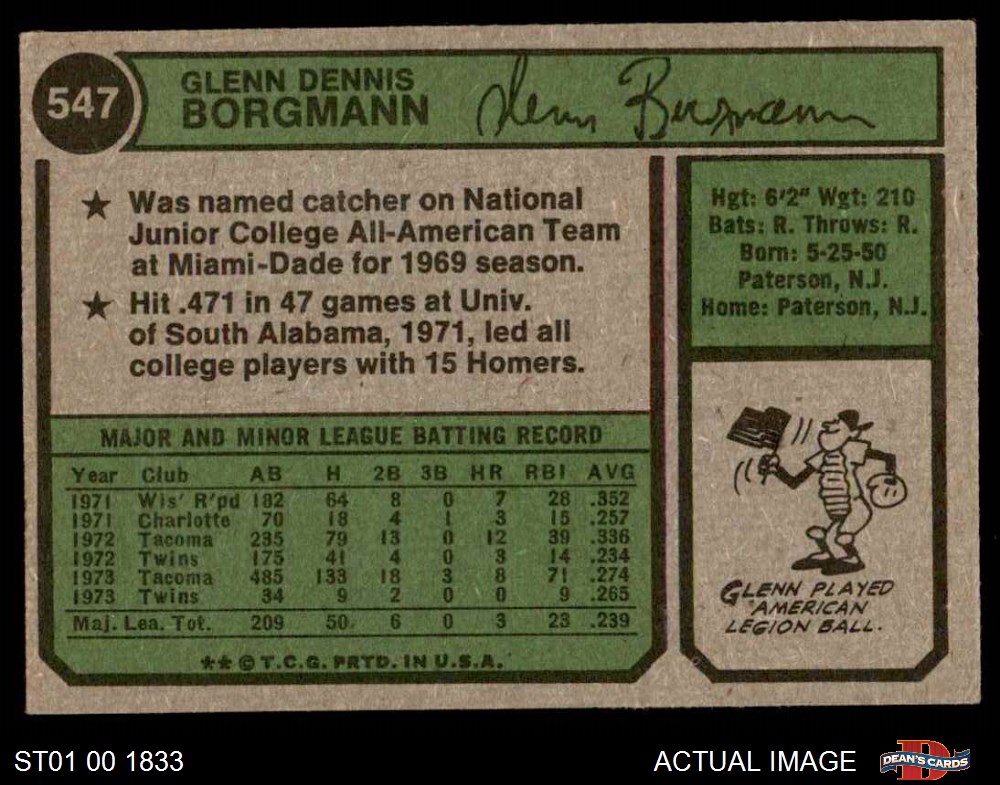 547
GLENN DENNIS
BORGMANN
Glenn Borgmann
★ Was named catcher on National
Junior College All-American Team
at Miami-Dade for 1969 season.
★ Hit .471 in 47 games at Univ.
of South Alabama, 1971, led all
college players with 15 Homers.
Hgt: 6'2" Wgt: 210
Bats: R. Throws: R.
Born: 5-25-50
Paterson, N.J.
Home: Paterson, N.J.
MAJOR AND MINOR LEAGUE BATTING RECORD
Year Club AB H 2B 3B HR RBI AVG
1971 Wis' R'pd 182 64 8 0 7 28 .352
1971 Charlotte 70 18 4 1 3 15 .257
1972 Tacoma 235 79 13 0 12 39 .336
1972 Twins 175 41 4 0 3 14 .234
1973 Tacoma 485 133 18 3 8 71 .274
1973 Twins 34 9 2 0 0 9 .265
Maj. Lea. Tot. 209 50 6 0 3 23 .239
★★ © T.C.G. PRTD. IN U.S.A.
GLENN PLAYED
AMERICAN
LEGION BALL.
ST01 00 1833
ACTUAL IMAGE
D
DEAN'S CARDS